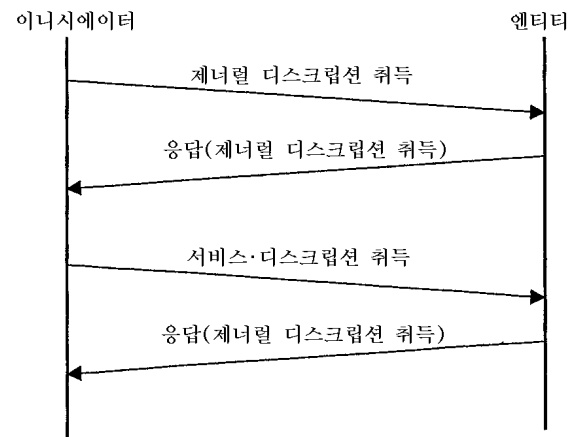 이니시에이터
엔티티
제너럴 디스크립션 취득
응답(제너럴 디스크립션 취득)
서비스·디스크립션 취득
응답(제너럴 디스크립션 취득)